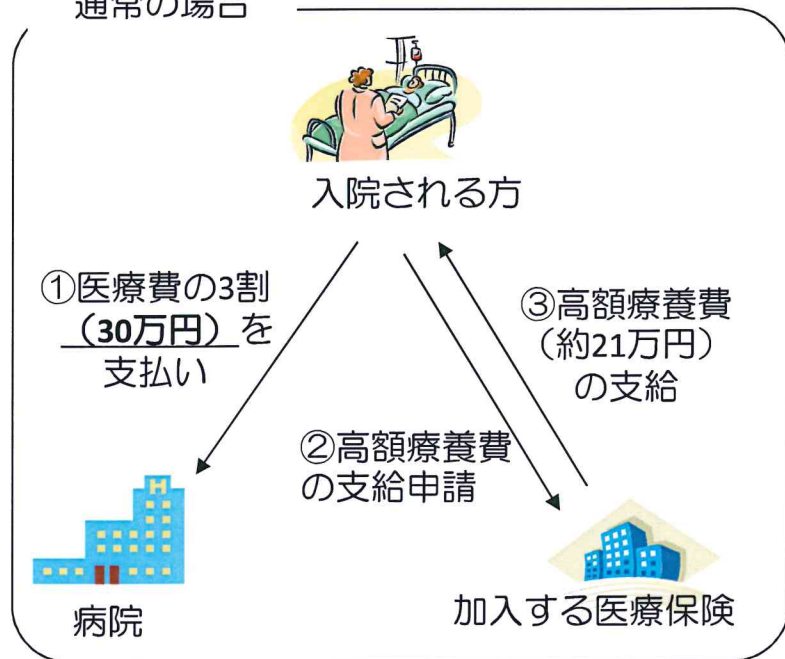 通常の場合
入院される方
①医療費の3割
（30万円）を
支払い
③高額療養費
（約21万円）
の支給
②高額療養費
の支給申請
H
病院
加入する医療保険